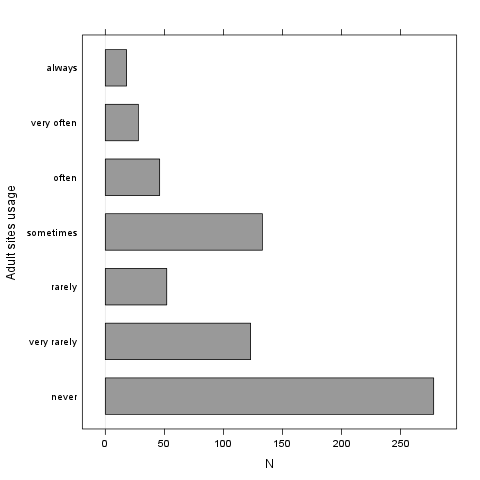 always
very often
often
sometimes
rarely
very rarely
never
Adult sites usage
0 50 100 150 200 250
N